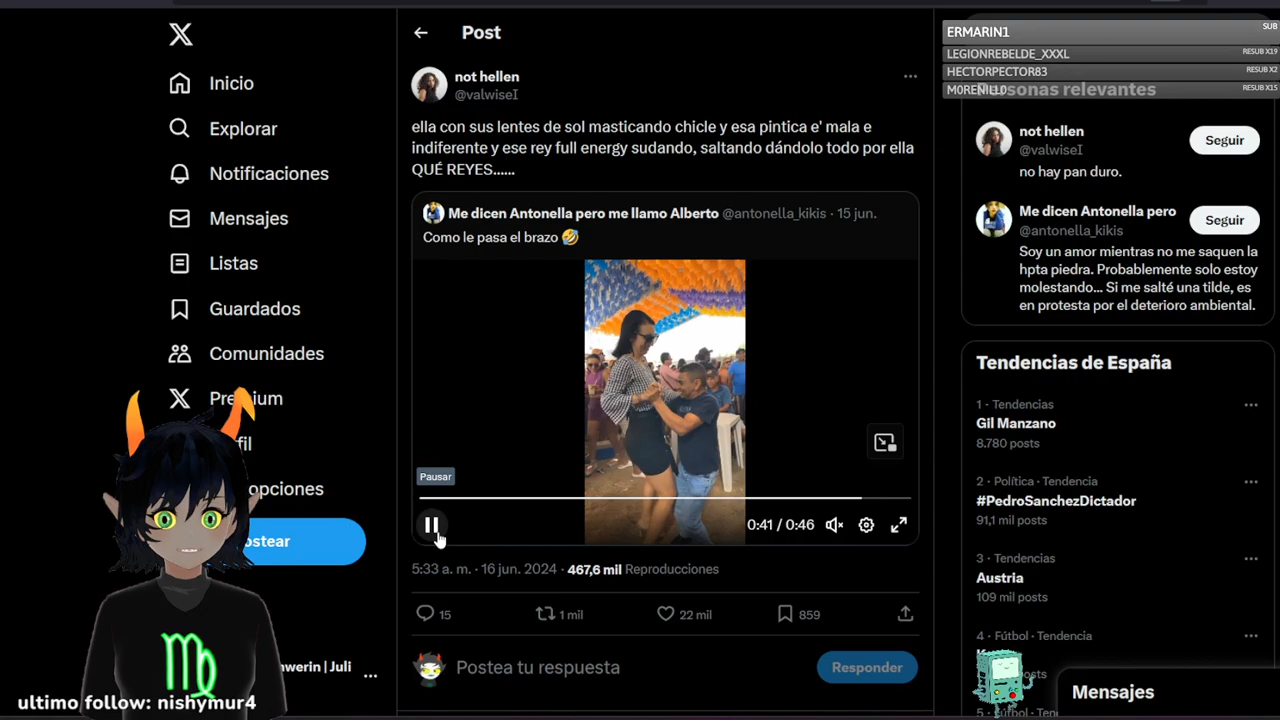 Inicio
Explorar
Notificaciones
Mensajes
Listas
Guardados
Comunidades
Premium
opciones
ostear
nwerin | Juli
ultimo follow: nishymur4
Post
not hellen
@valwiseI
ella con sus lentes de sol masticando chicle y esa pintica e' mala e
indiferente y ese rey full energy sudando, saltando dándolo todo por ella
QUÉ REYES......
Me dicen Antonella pero me llamo Alberto @antonella_kikis · 15 jun.
Como le pasa el brazo 🤣
Pausar
0:41 / 0:46
5:33 a. m. · 16 jun. 2024 · 467,6 mil Reproducciones
15
1 mil
22 mil
859
Postea tu respuesta
Responder
ERMARIN1 SUB
LEGIONREBELDE_XXXL RESUB X19
HECTORPECTOR83 RESUB X2
M0RENILL0 RESUB X15
rsonas relevantes
not hellen
@valwiseI
Seguir
no hay pan duro.
Me dicen Antonella pero
@antonella_kikis
Seguir
Soy un amor mientras no me saquen la
hpta piedra. Probablemente solo estoy
molestando... Si me salté una tilde, es
en protesta por el deterioro ambiental.
Tendencias de España
1 · Tendencias
Gil Manzano
8.780 posts
2 · Política · Tendencia
#PedroSanchezDictador
91,1 mil posts
3 · Tendencias
Austria
109 mil posts
4 · Fútbol · Tendencia
posts
Mensajes